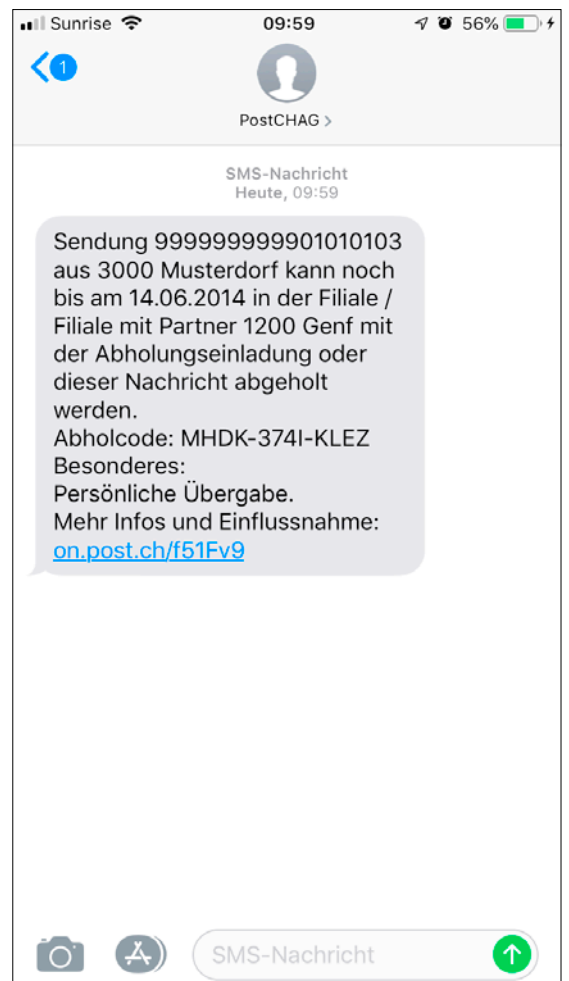 Sunrise 09:59 56%
1
PostCHAG >
SMS-Nachricht
Heute, 09:59
Sendung 999999999901010103
aus 3000 Musterdorf kann noch
bis am 14.06.2014 in der Filiale /
Filiale mit Partner 1200 Genf mit
der Abholungseinladung oder
dieser Nachricht abgeholt
werden.
Abholcode: MHDK-374I-KLEZ
Besonderes:
Persönliche Übergabe.
Mehr Infos und Einflussnahme:
on.post.ch/f51Fv9
SMS-Nachricht